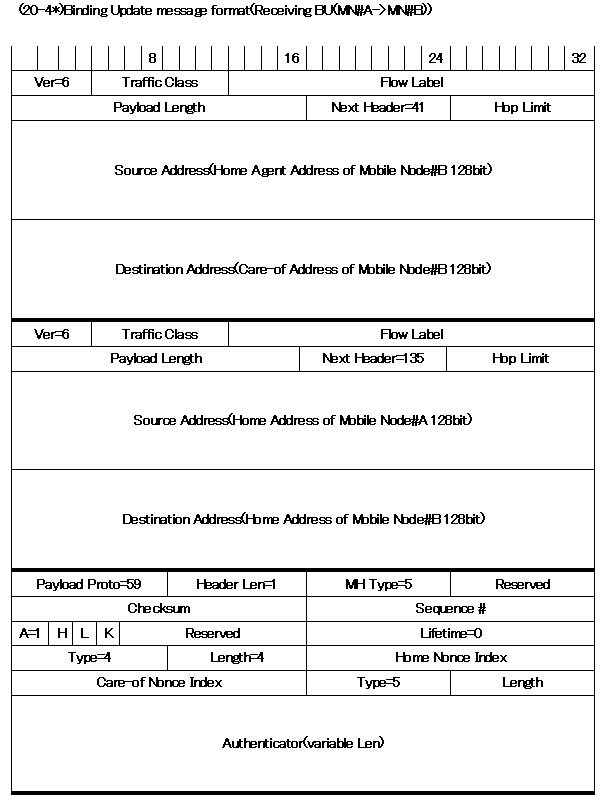 (20-4*)Binding Update message format(Receiving BU(MN#A->MN#B))
8 16 24 32
Ver=6 Traffic Class Flow Label
Payload Length Next Header=41 Hop Limit
Source Address(Home Agent Address of Mobile Node#B 128bit)
Destination Address(Care-of Address of Mobile Node#B 128bit)
Ver=6 Traffic Class Flow Label
Payload Length Next Header=135 Hop Limit
Source Address(Home Address of Mobile Node#A 128bit)
Destination Address(Home Address of Mobile Node#B 128bit)
Payload Proto=59 Header Len=1 MH Type=5 Reserved
Checksum Sequence #
A=1 H L K Reserved Lifetime=0
Type=4 Length=4 Home Nonce Index
Care-of Nonce Index Type=5 Length
Authenticator(variable Len)